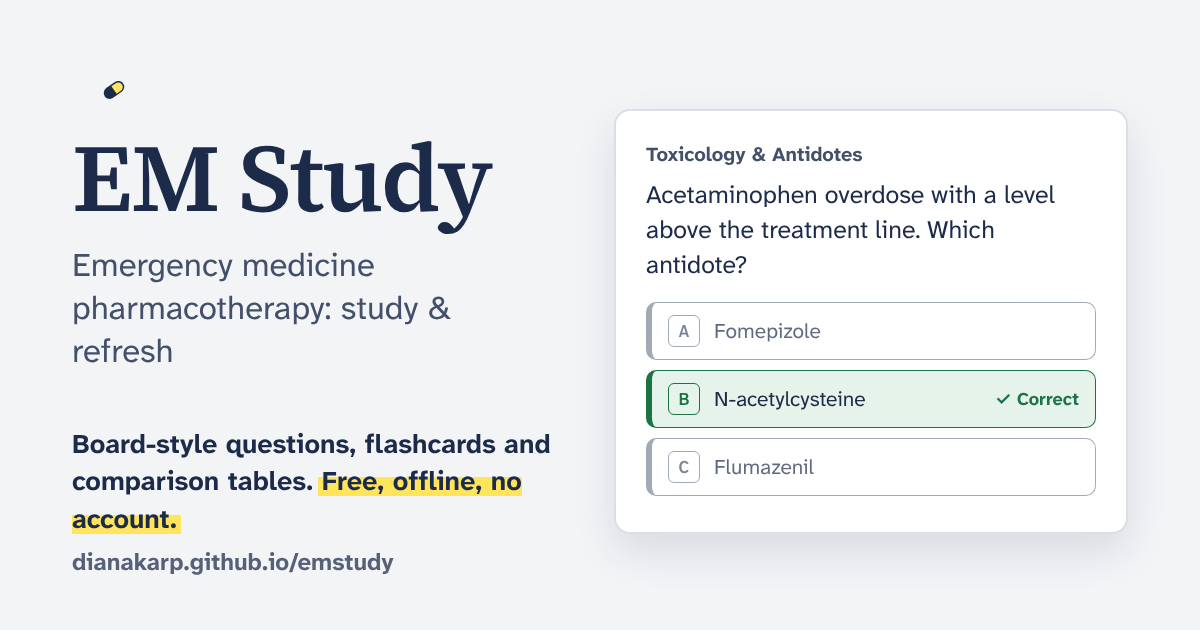 EM Study
Emergency medicine
pharmacotherapy: study &
refresh
Board-style questions, flashcards and
comparison tables. Free, offline, no
account.
dianakarp.github.io/emstudy
Toxicology & Antidotes
Acetaminophen overdose with a level
above the treatment line. Which
antidote?
A Fomepizole
B N-acetylcysteine ✓ Correct
C Flumazenil